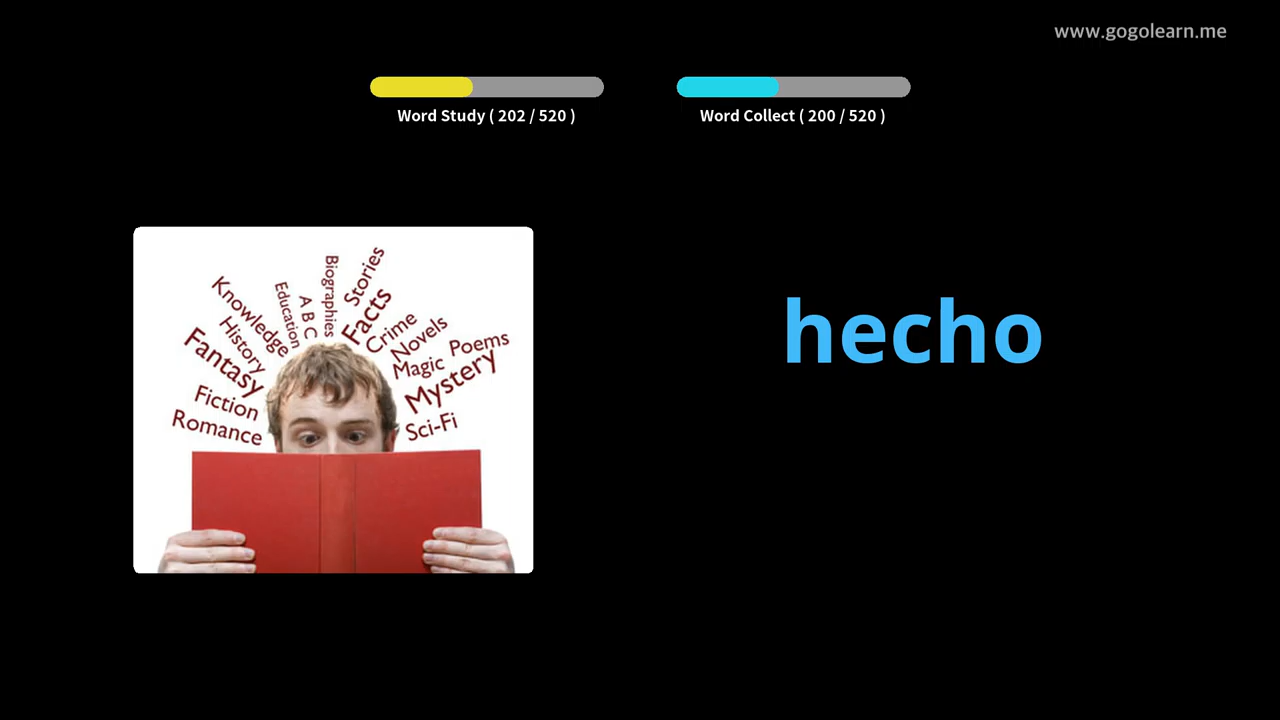 www.gogolearn.me
Word Study ( 202 / 520 )
Word Collect ( 200 / 520 )
Stories
Biographies
Facts
A B C
Education
Knowledge
Crime
Novels
History
Poems
Magic
Fantasy
Mystery
Fiction
Sci-Fi
Romance
hecho